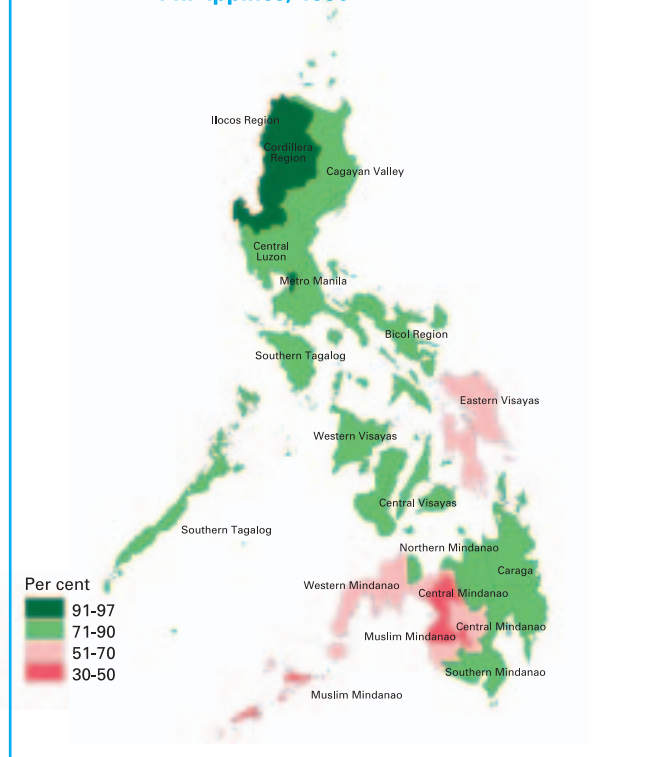 Ilocos Region
Cordillera
Region
Cagayan Valley
Central
Luzon
Metro Manila
Bicol Region
Southern Tagalog
Eastern Visayas
Western Visayas
Central Visayas
Southern Tagalog
Northern Mindanao
Caraga
Western Mindanao
Central Mindanao
Central Mindanao
Muslim Mindanao
Southern Mindanao
Muslim Mindanao
Per cent
91-97
71-90
51-70
30-50